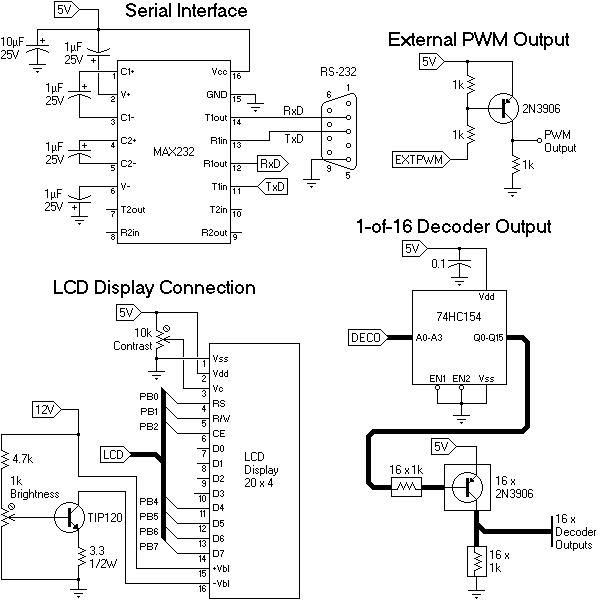 Serial Interface
5V
10µF
25V
1µF
25V
1µF
25V
1µF
25V
1µF
25V
C1+
V+
C1-
C2+
C2-
V-
T2out
R2in
1
2
3
4
5
6
7
8
MAX232
Vcc
GND
T1out
R1in
R1out
T1in
T2in
R2out
16
15
14
13
12
11
10
9
RxD
TxD
RxD
TxD
RS-232
6
1
9
5
External PWM Output
5V
1k
1k
2N3906
PWM
Output
EXTPWM
1k
1-of-16 Decoder Output
5V
0.1
Vdd
74HC154
DECO
A0-A3
Q0-Q15
EN1
EN2
Vss
5V
16 x 1k
16 x
2N3906
16 x
Decoder
Outputs
16 x
1k
LCD Display Connection
5V
10k
Contrast
12V
4.7k
1k
Brightness
TIP120
3.3
1/2W
LCD
PB0
PB1
PB2
PB4
PB5
PB6
PB7
1
2
3
4
5
6
7
8
9
10
11
12
13
14
15
16
Vss
Vdd
Vc
RS
R/W
CE
D0
D1
D2
D3
D4
D5
D6
D7
+Vbl
-Vbl
LCD
Display
20 x 4